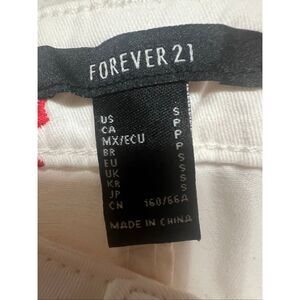 FOREVER 21
US S
CA P
MX/ECU P
BR P
EU S
UK S
KR S
JP S
CN 160/66A
MADE IN CHINA